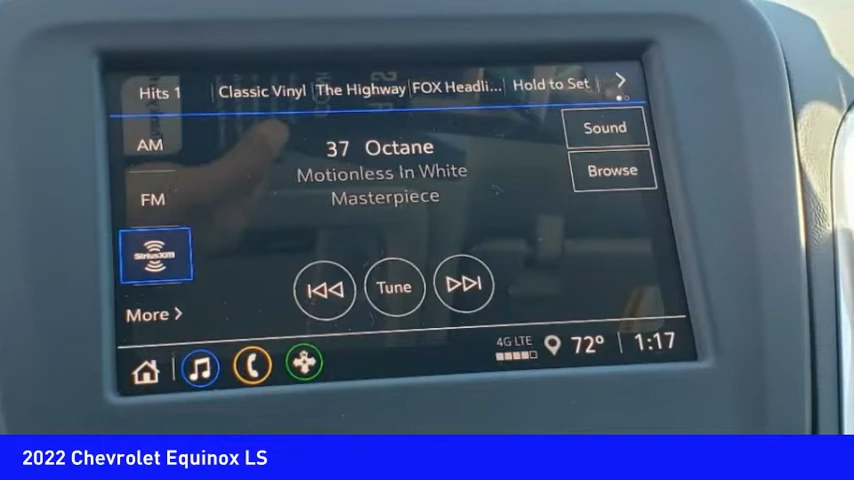 Hits 1 Classic Vinyl The Highway FOX Headli... Hold to Set
AM
37 Octane
Sound
Motionless In White
Browse
Masterpiece
FM
SiriusXM
Tune
More
4G LTE 72° 1:17
2022 Chevrolet Equinox LS